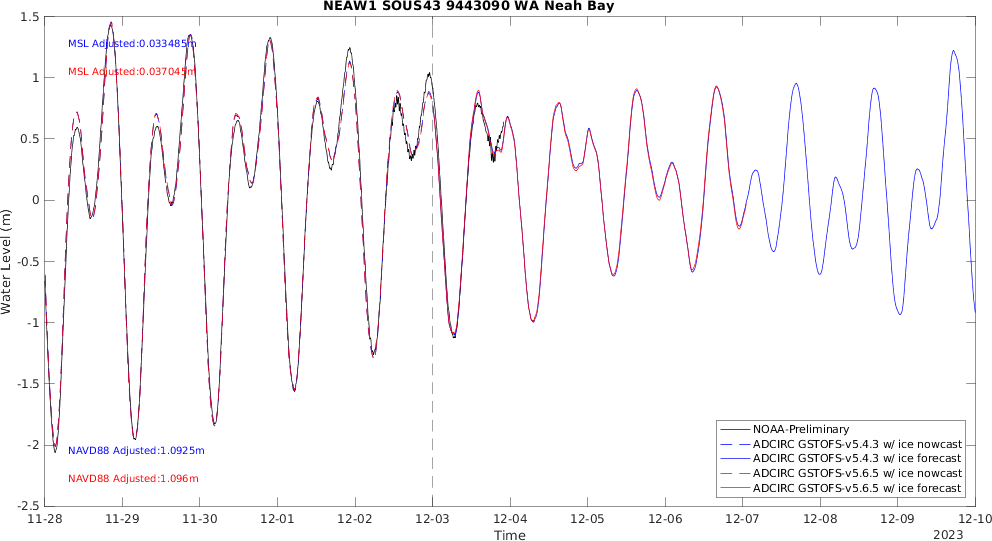 NEAW1 SOUS43 9443090 WA Neah Bay
1.5
MSL Adjusted:0.033485m
1
MSL Adjusted:0.037045m
0.5
0
Water Level (m)
-0.5
-1
-1.5
-2
NAVD88 Adjusted:1.0925m
NAVD88 Adjusted:1.096m
-2.5
NOAA-Preliminary
ADCIRC GSTOFS-v5.4.3 w/ ice nowcast
ADCIRC GSTOFS-v5.4.3 w/ ice forecast
ADCIRC GSTOFS-v5.6.5 w/ ice nowcast
ADCIRC GSTOFS-v5.6.5 w/ ice forecast
11-28 11-29 11-30 12-01 12-02 12-03 12-04 12-05 12-06 12-07 12-08 12-09 12-10
Time
2023